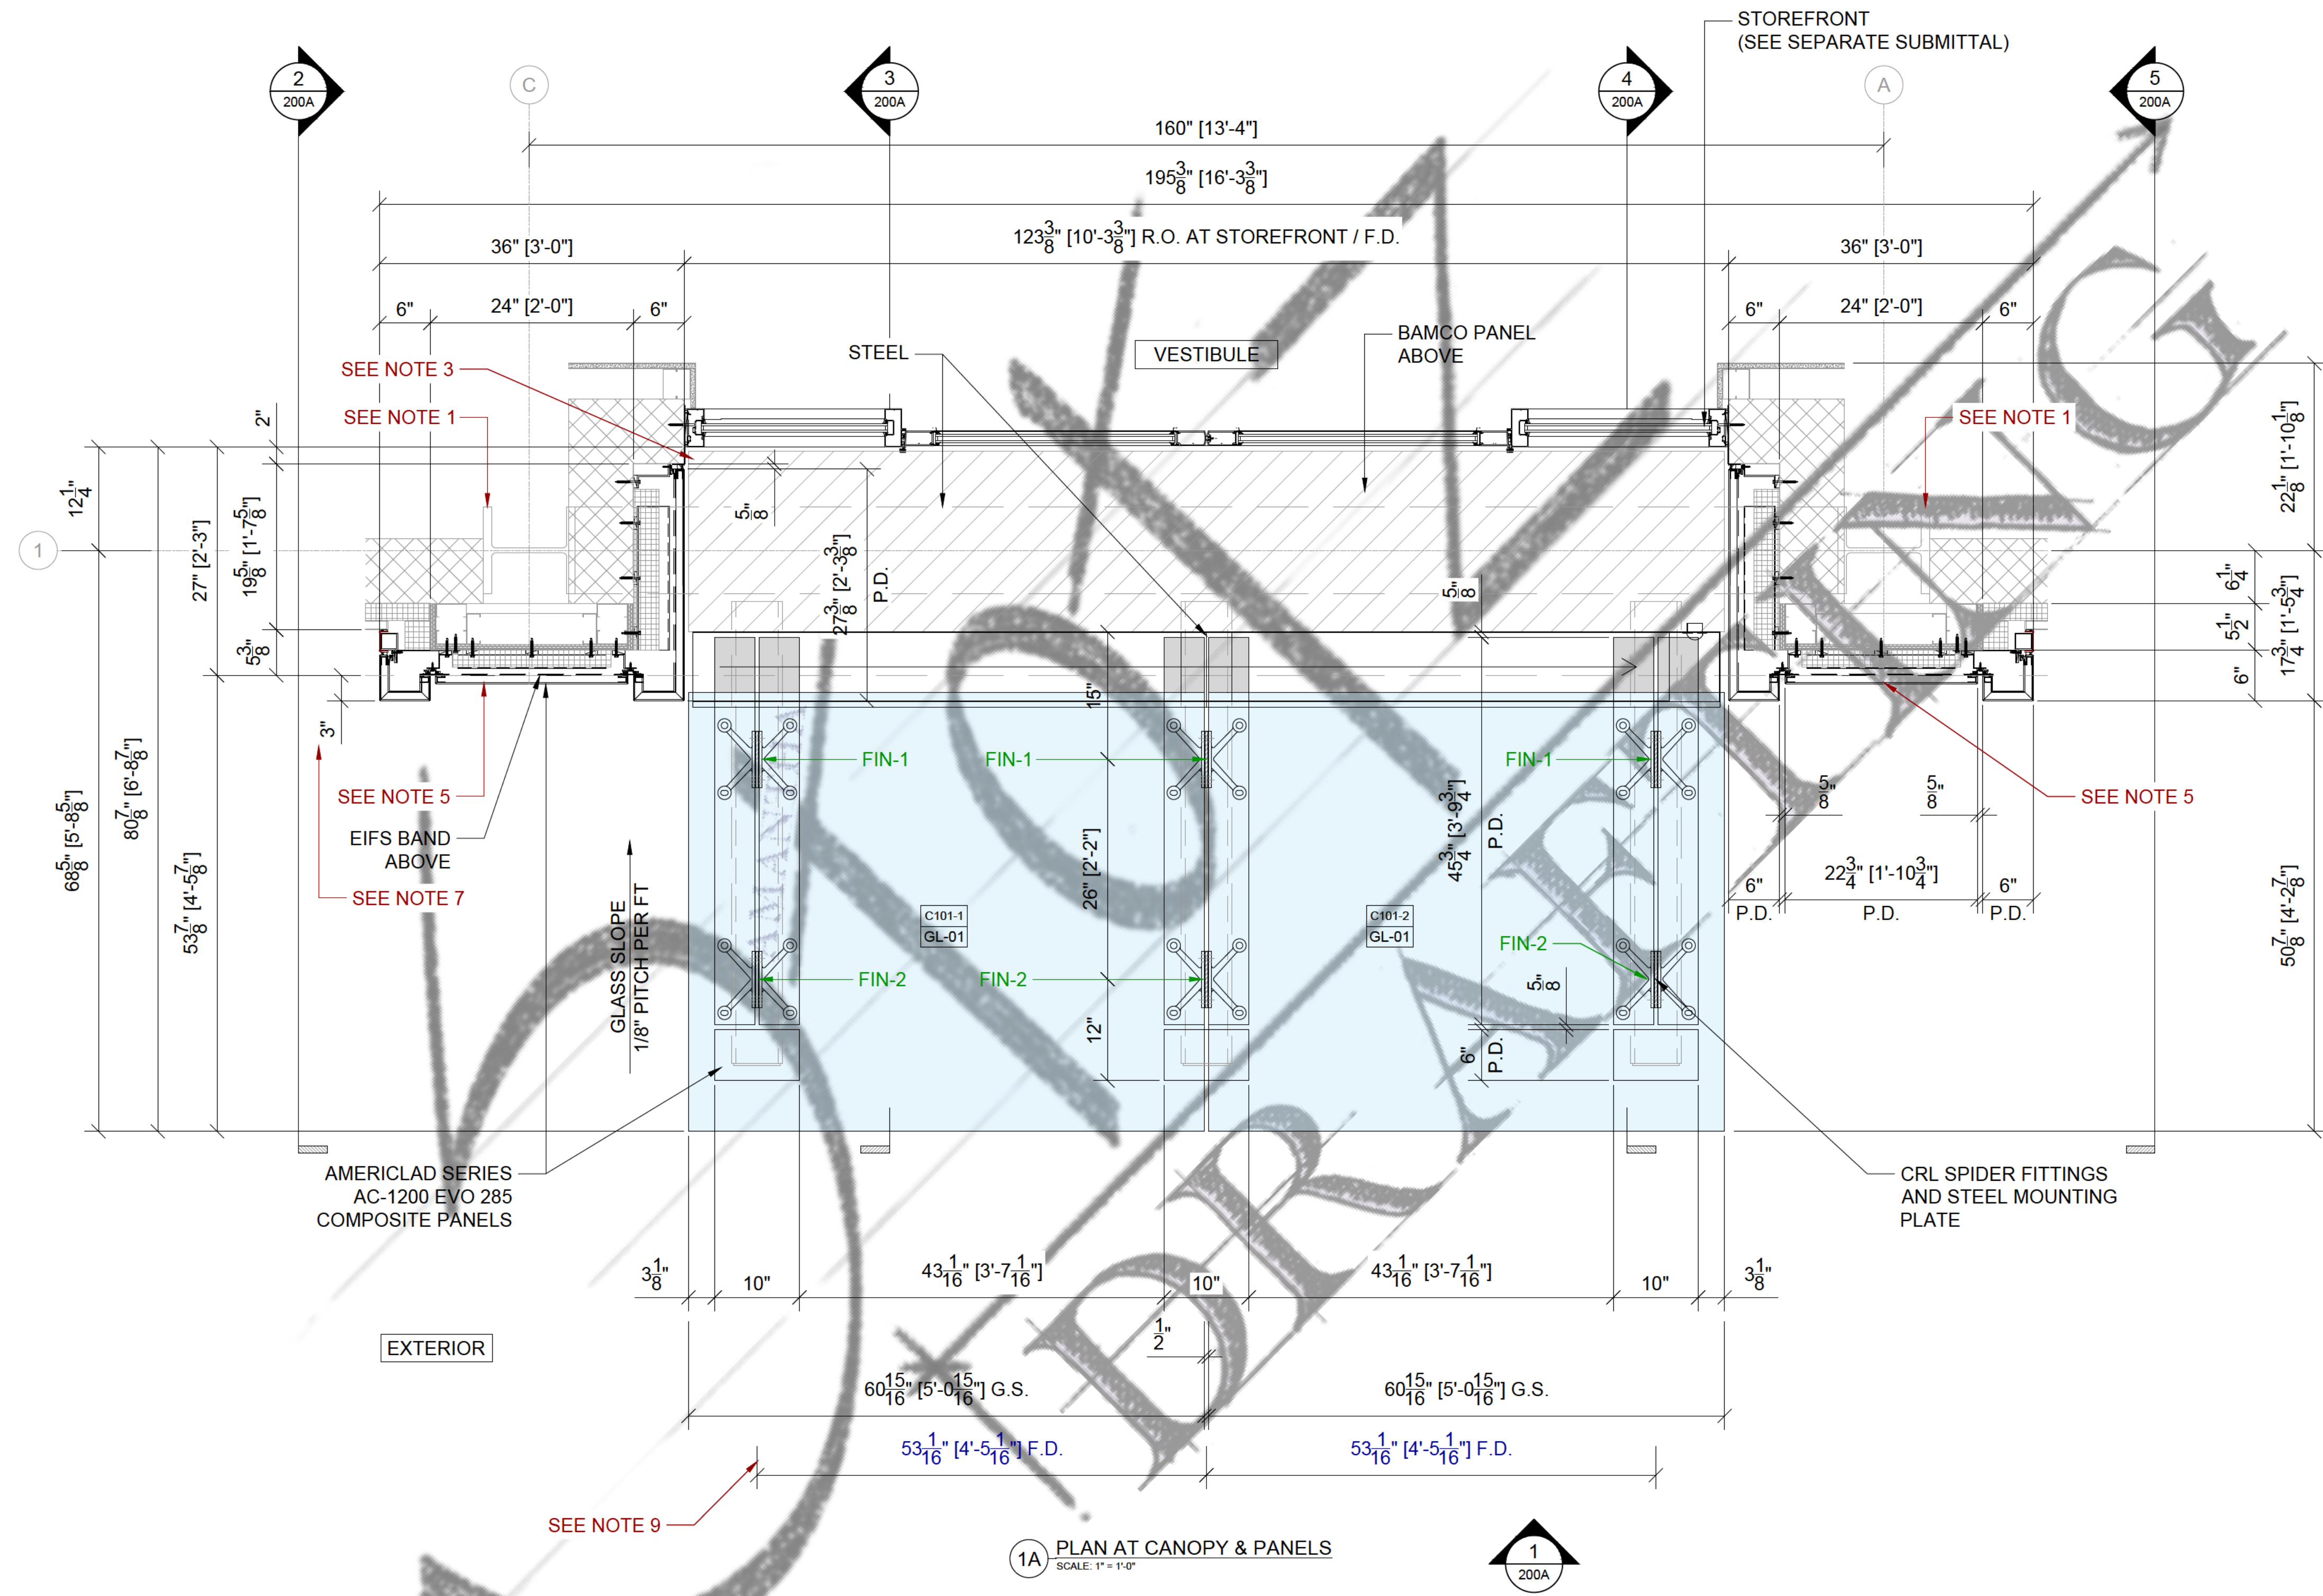 STOREFRONT
(SEE SEPARATE SUBMITTAL)
2
200A
C
3
200A
4
200A
A
5
200A
160" [13'-4"]
195 3/8" [16'-3 3/8"]
123 3/8" [10'-3 3/8"] R.O. AT STOREFRONT / F.D.
36" [3'-0"]
36" [3'-0"]
6"
24" [2'-0"]
6"
6"
24" [2'-0"]
6"
STEEL
VESTIBULE
BAMCO PANEL
ABOVE
SEE NOTE 3
SEE NOTE 1
SEE NOTE 1
2"
12 1/4"
27" [2'-3"]
19 5/8" [1'-7 5/8"]
5 3/8"
3"
1
5/8"
27 3/8" [2'-3 3/8"]
P.D.
5/8"
22 1/8" [1'-10 1/8"]
6 1/4"
5 1/2"
6"
17 3/4" [1'-5 3/4"]
15"
FIN-1
FIN-1
FIN-1
SEE NOTE 5
EIFS BAND
ABOVE
SEE NOTE 7
68 5/8" [5'-8 5/8"]
80 7/8" [6'-8 7/8"]
53 7/8" [4'-5 7/8"]
GLASS SLOPE
1/8" PITCH PER FT
26" [2'-2"]
45 3/4" [3'-9 3/4"]
P.D.
5/8"
5/8"
SEE NOTE 5
22 3/4" [1'-10 3/4"]
6"
6"
P.D.
P.D.
P.D.
50 7/8" [4'-2 7/8"]
C101-1
GL-01
C101-2
GL-01
FIN-2
FIN-2
FIN-2
5/8"
12"
6"
P.D.
AMERICLAD SERIES
AC-1200 EVO 285
COMPOSITE PANELS
CRL SPIDER FITTINGS
AND STEEL MOUNTING
PLATE
3 1/8"
10"
43 1/16" [3'-7 1/16"]
10"
43 1/16" [3'-7 1/16"]
10"
3 1/8"
EXTERIOR
1/2"
60 15/16" [5'-0 15/16"] G.S.
60 15/16" [5'-0 15/16"] G.S.
53 1/16" [4'-5 1/16"] F.D.
53 1/16" [4'-5 1/16"] F.D.
SEE NOTE 9
1A
PLAN AT CANOPY & PANELS
SCALE: 1" = 1'-0"
1
200A
DRAFTING